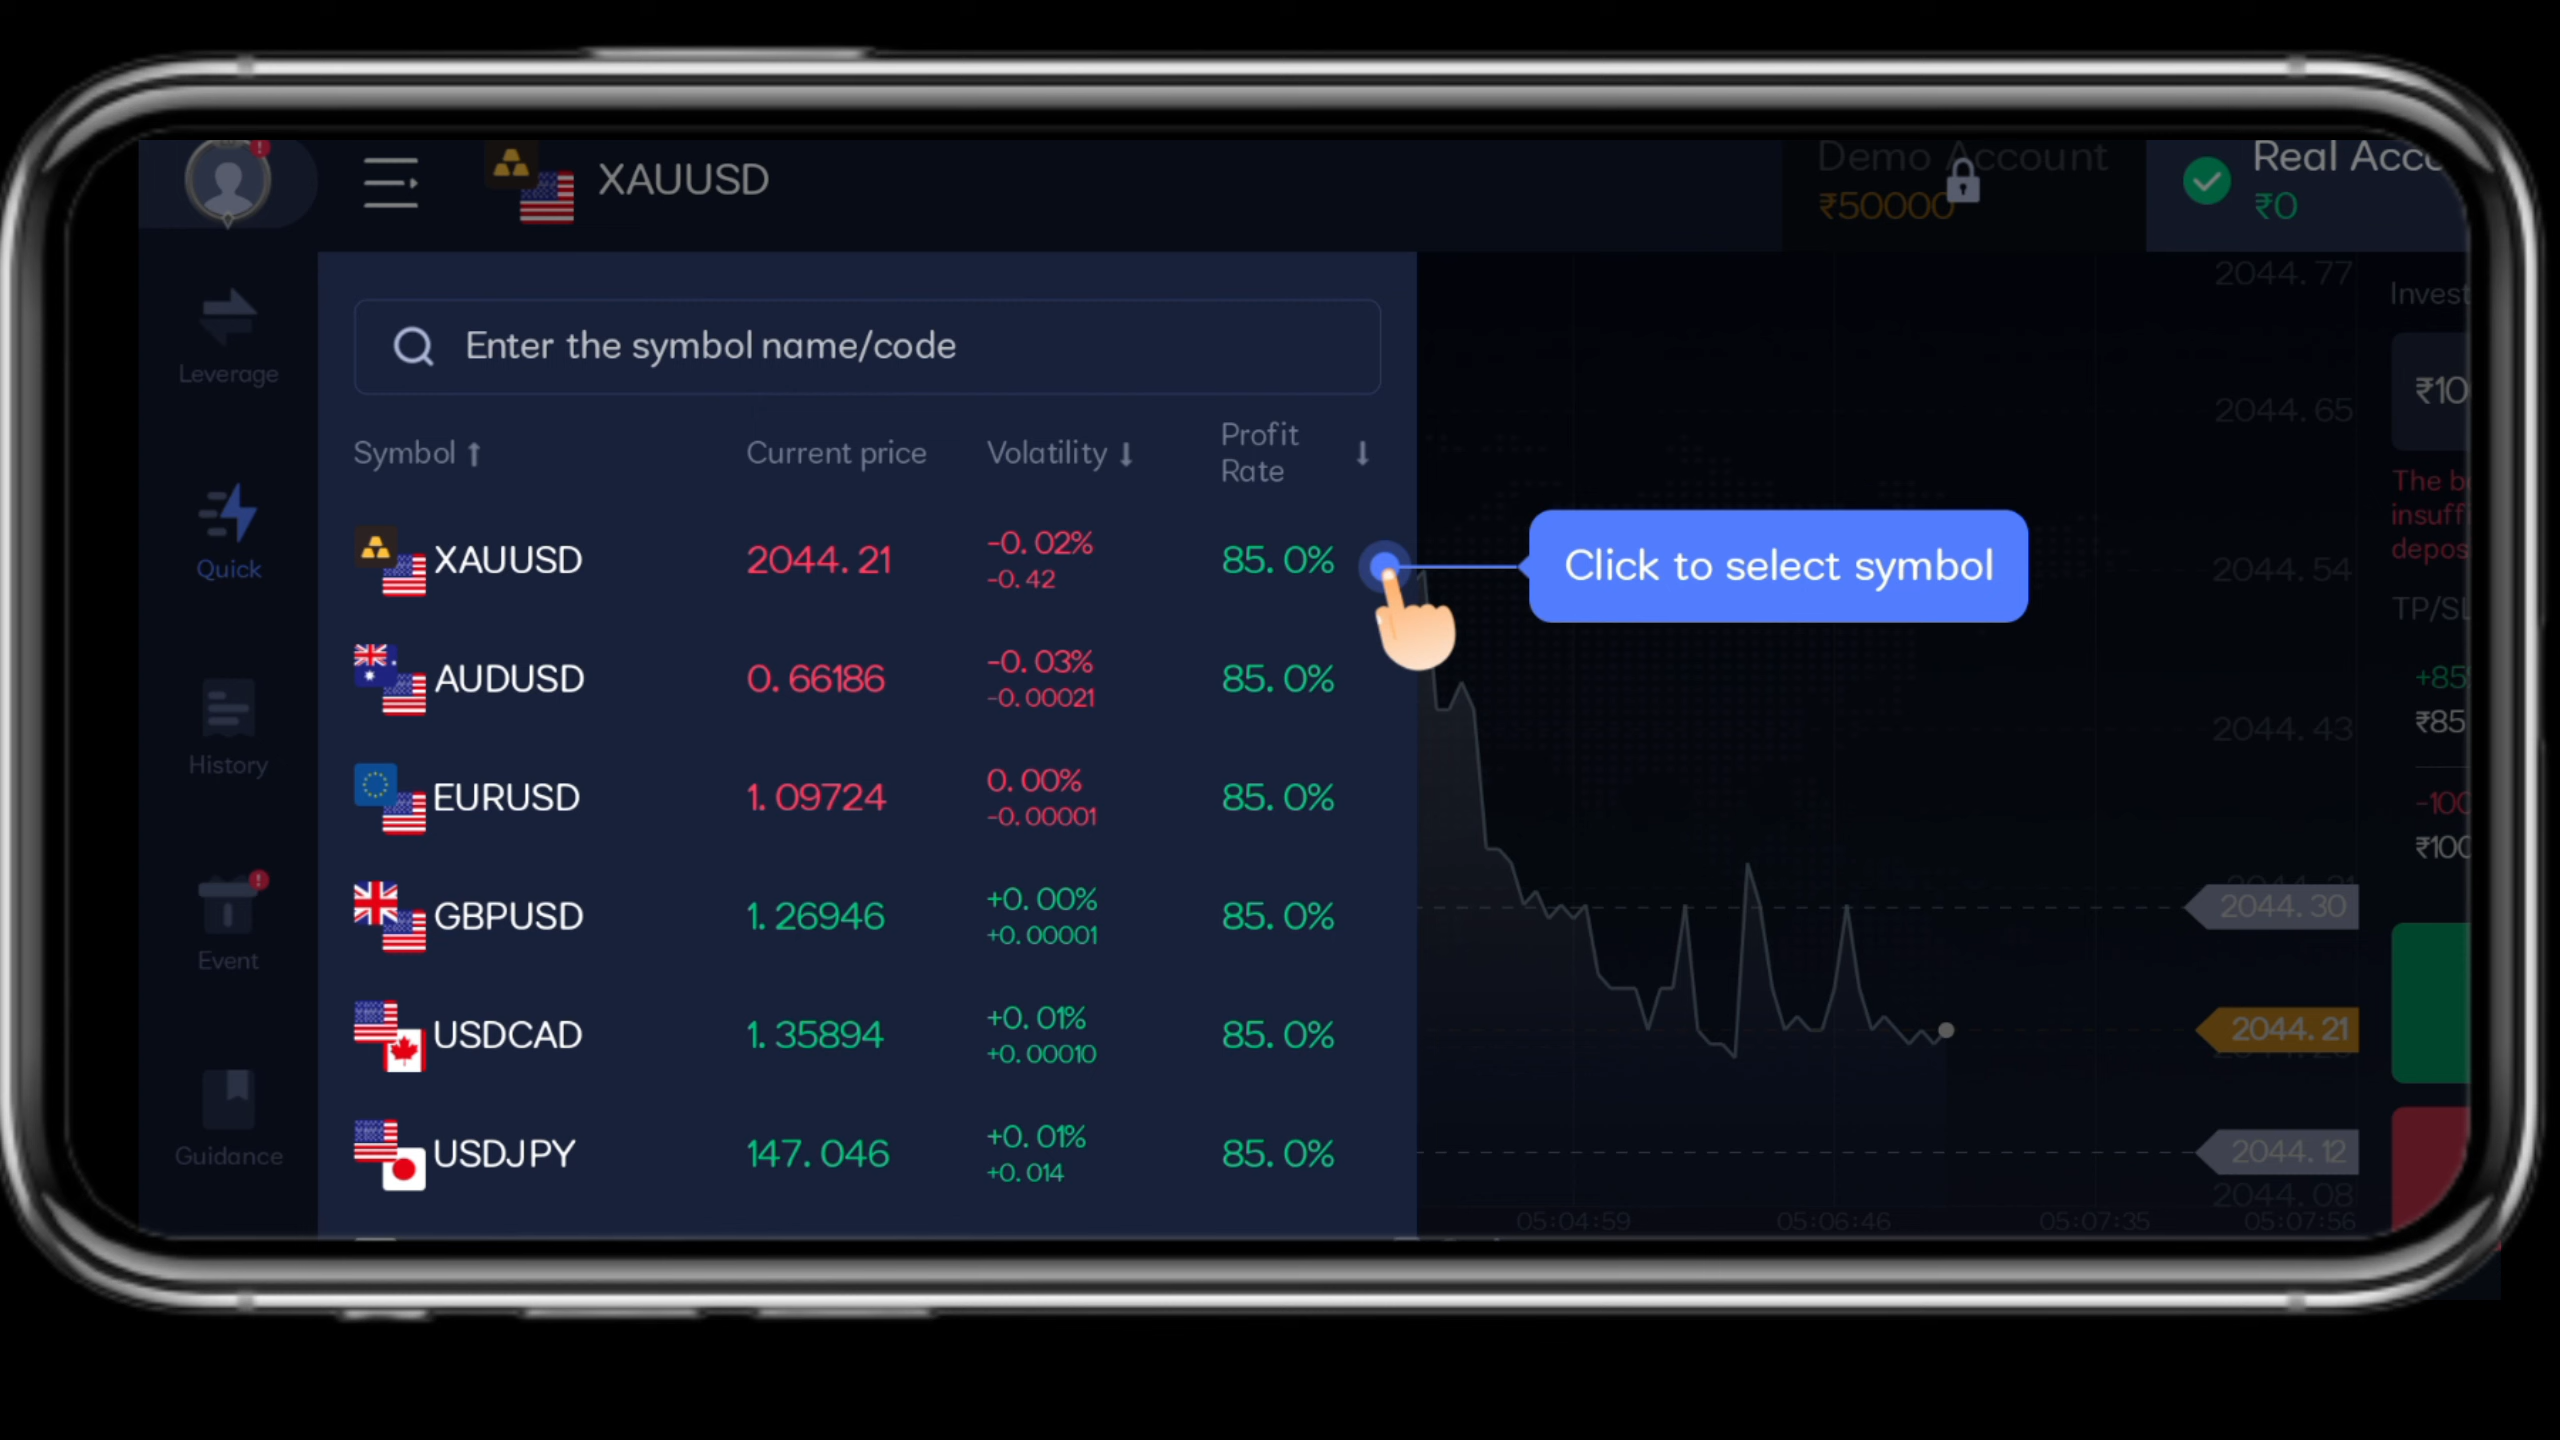 XAUUSD
Demo Account
₹50000
Real Acco
₹0
Leverage
Quick
History
Event
Guidance
Enter the symbol name/code
Symbol ↑
Current price
Volatility ↓
Profit Rate ↓
XAUUSD 2044.21 -0.02% -0.42 85.0%
AUDUSD 0.66186 -0.03% -0.00021 85.0%
EURUSD 1.09724 0.00% -0.00001 85.0%
GBPUSD 1.26946 +0.00% +0.00001 85.0%
USDCAD 1.35894 +0.01% +0.00010 85.0%
USDJPY 147.046 +0.01% +0.014 85.0%
Click to select symbol
2044.77
2044.65
2044.54
2044.43
2044.30
2044.21
2044.12
2044.08
05:04:59
05:06:46
05:07:35
05:07:56
Invest
₹10
The b
insuff
depos
TP/SL
+85
₹85
-100
₹100